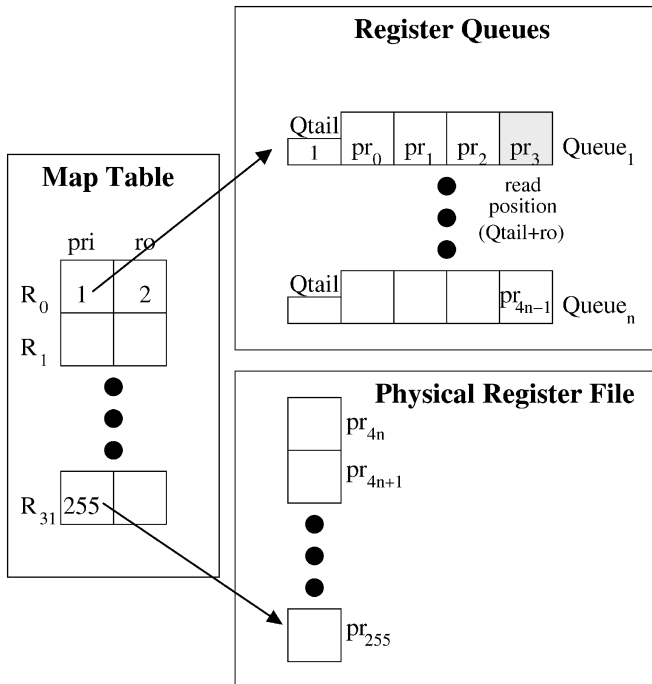 Register Queues
Qtail
1 pr0 pr1 pr2 pr3 Queue1
read
position
(Qtail+ro)
Qtail
pr4n−1 Queuen
Map Table
pri ro
R0 1 2
R1
R31 255
Physical Register File
pr4n
pr4n+1
pr255